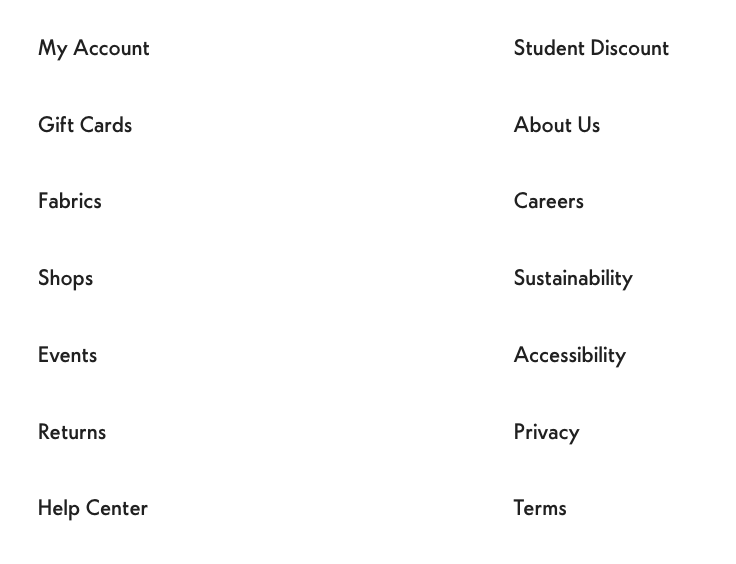 My Account
Gift Cards
Fabrics
Shops
Events
Returns
Help Center
Student Discount
About Us
Careers
Sustainability
Accessibility
Privacy
Terms